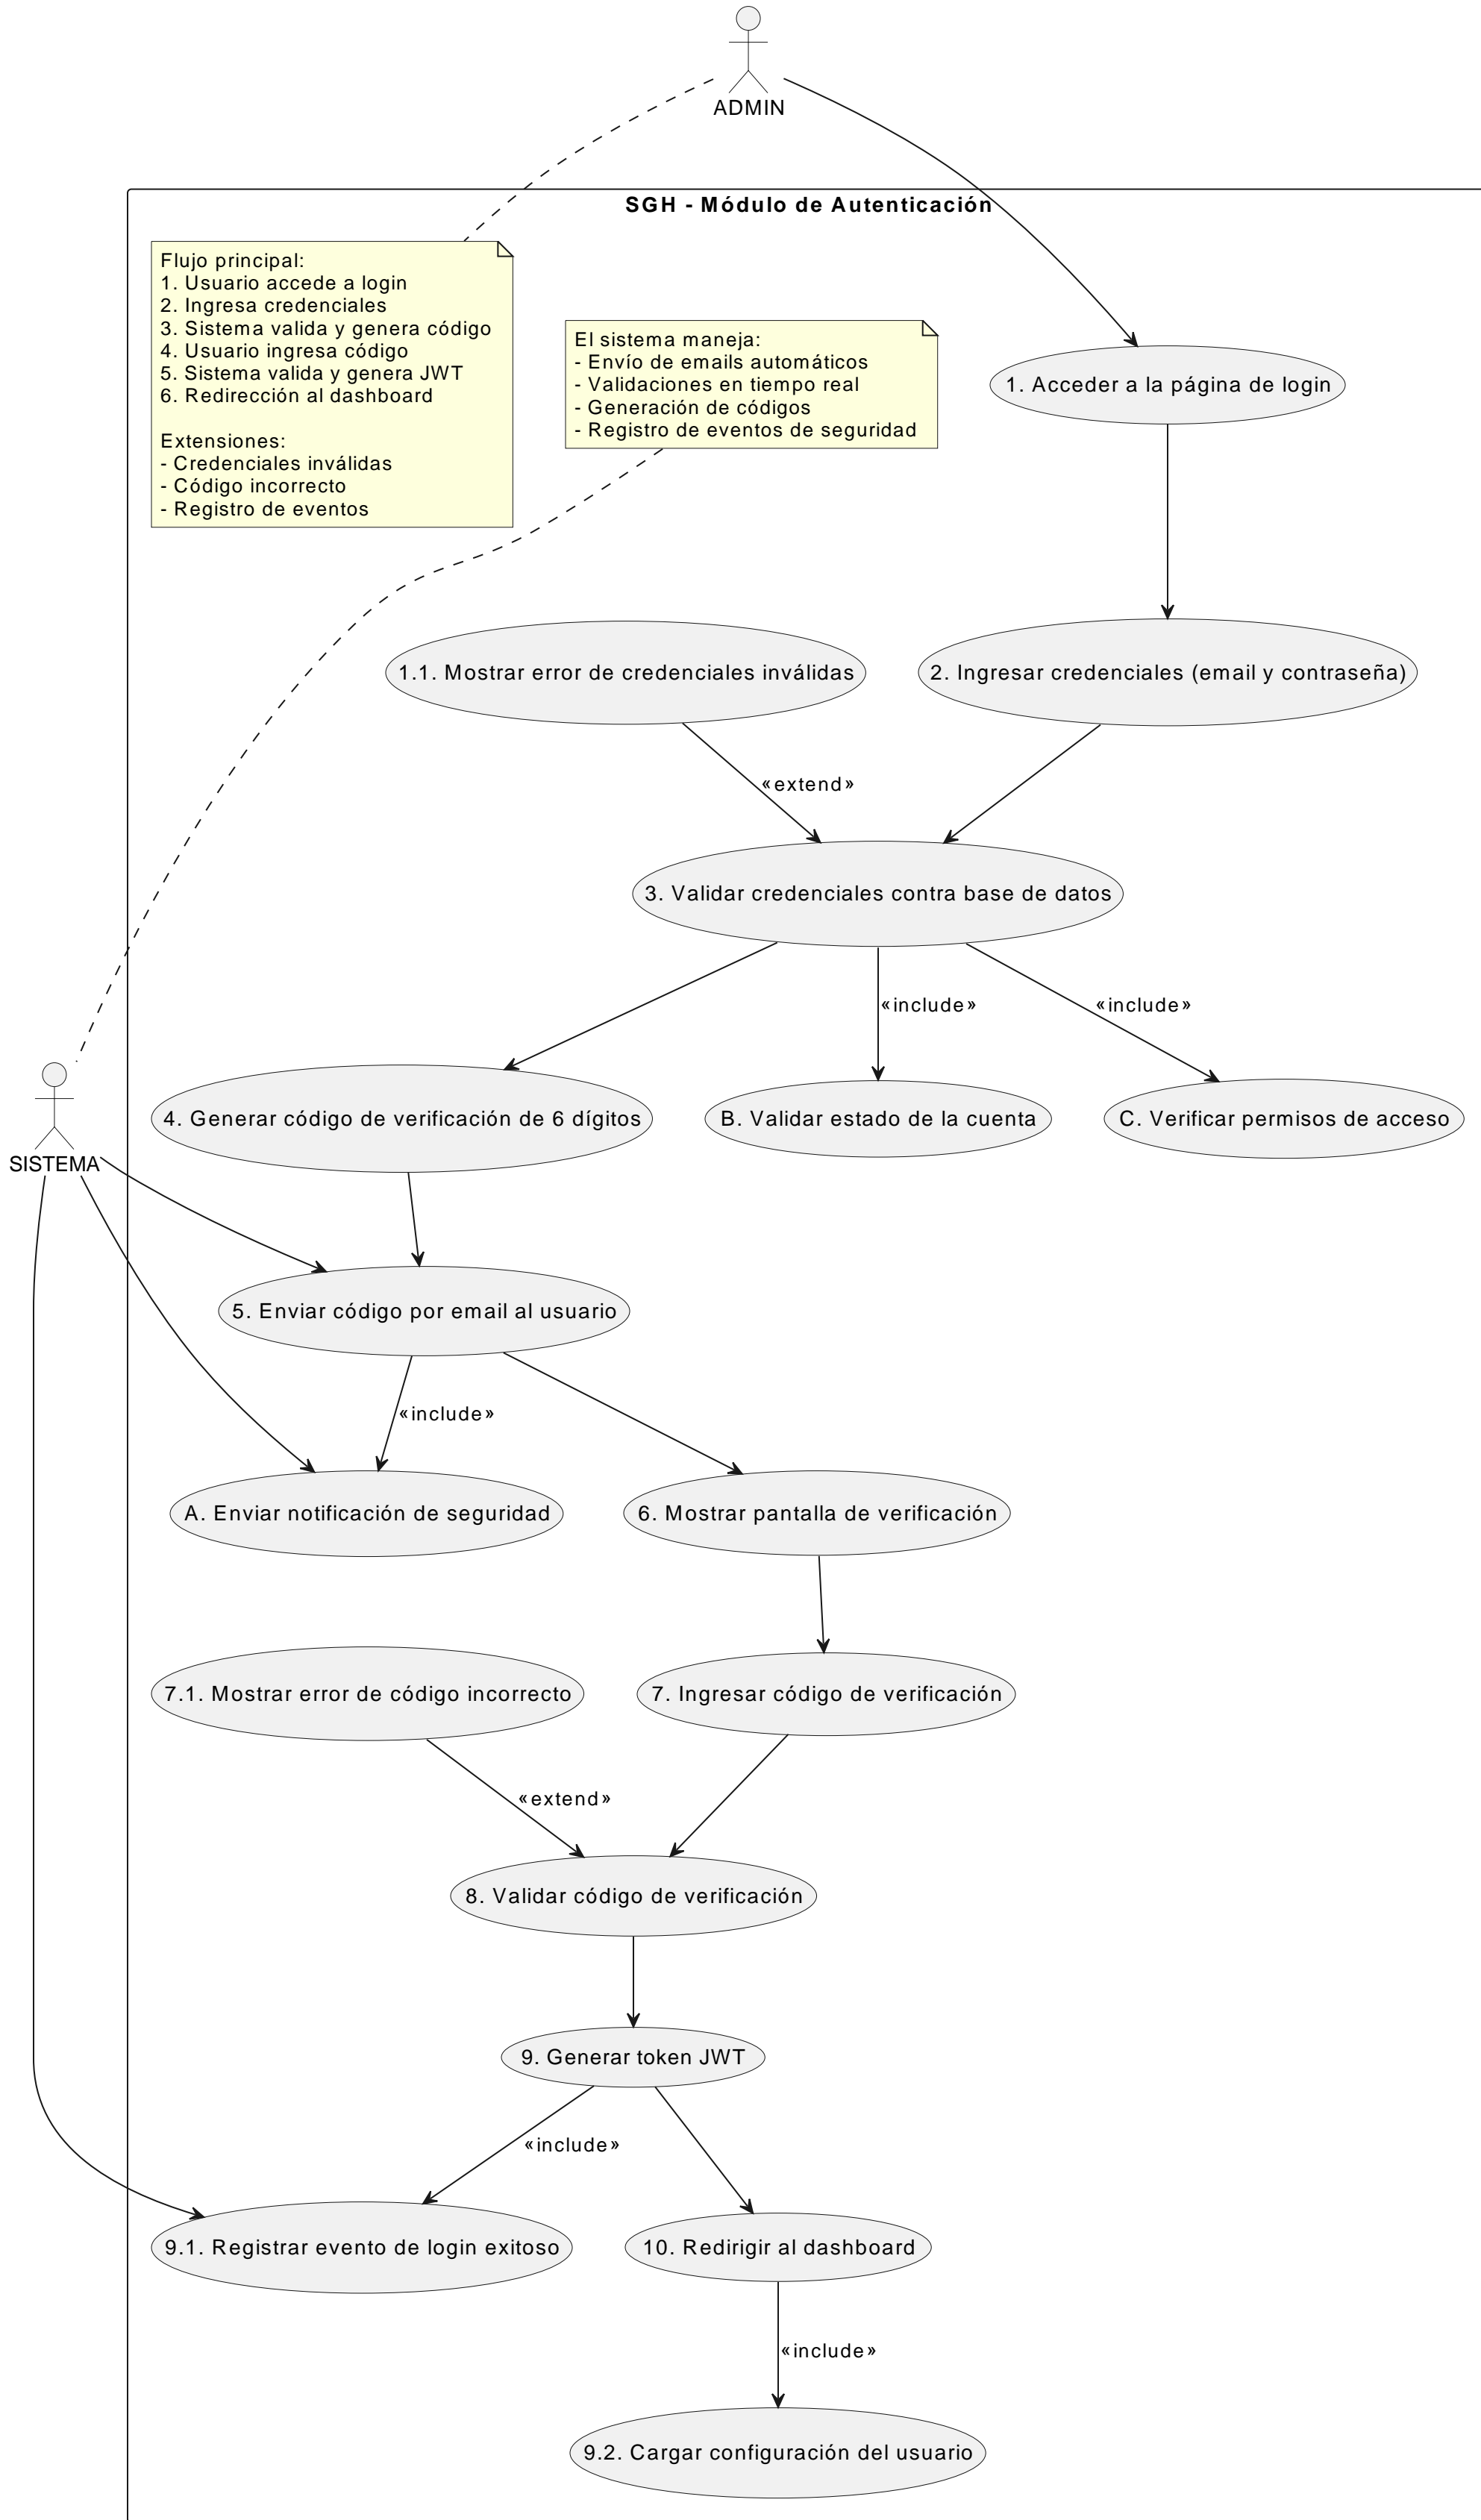 ADMIN
SGH - Módulo de Autenticación
Flujo principal:
1. Usuario accede a login
2. Ingresa credenciales
3. Sistema valida y genera código
4. Usuario ingresa código
5. Sistema valida y genera JWT
6. Redirección al dashboard
Extensiones:
- Credenciales inválidas
- Código incorrecto
- Registro de eventos
El sistema maneja:
- Envío de emails automáticos
- Validaciones en tiempo real
- Generación de códigos
- Registro de eventos de seguridad
1. Acceder a la página de login
1.1. Mostrar error de credenciales inválidas
2. Ingresar credenciales (email y contraseña)
«extend»
3. Validar credenciales contra base de datos
«include»
«include»
SISTEMA
4. Generar código de verificación de 6 dígitos
B. Validar estado de la cuenta
C. Verificar permisos de acceso
5. Enviar código por email al usuario
«include»
A. Enviar notificación de seguridad
6. Mostrar pantalla de verificación
7.1. Mostrar error de código incorrecto
7. Ingresar código de verificación
«extend»
8. Validar código de verificación
9. Generar token JWT
«include»
9.1. Registrar evento de login exitoso
10. Redirigir al dashboard
«include»
9.2. Cargar configuración del usuario